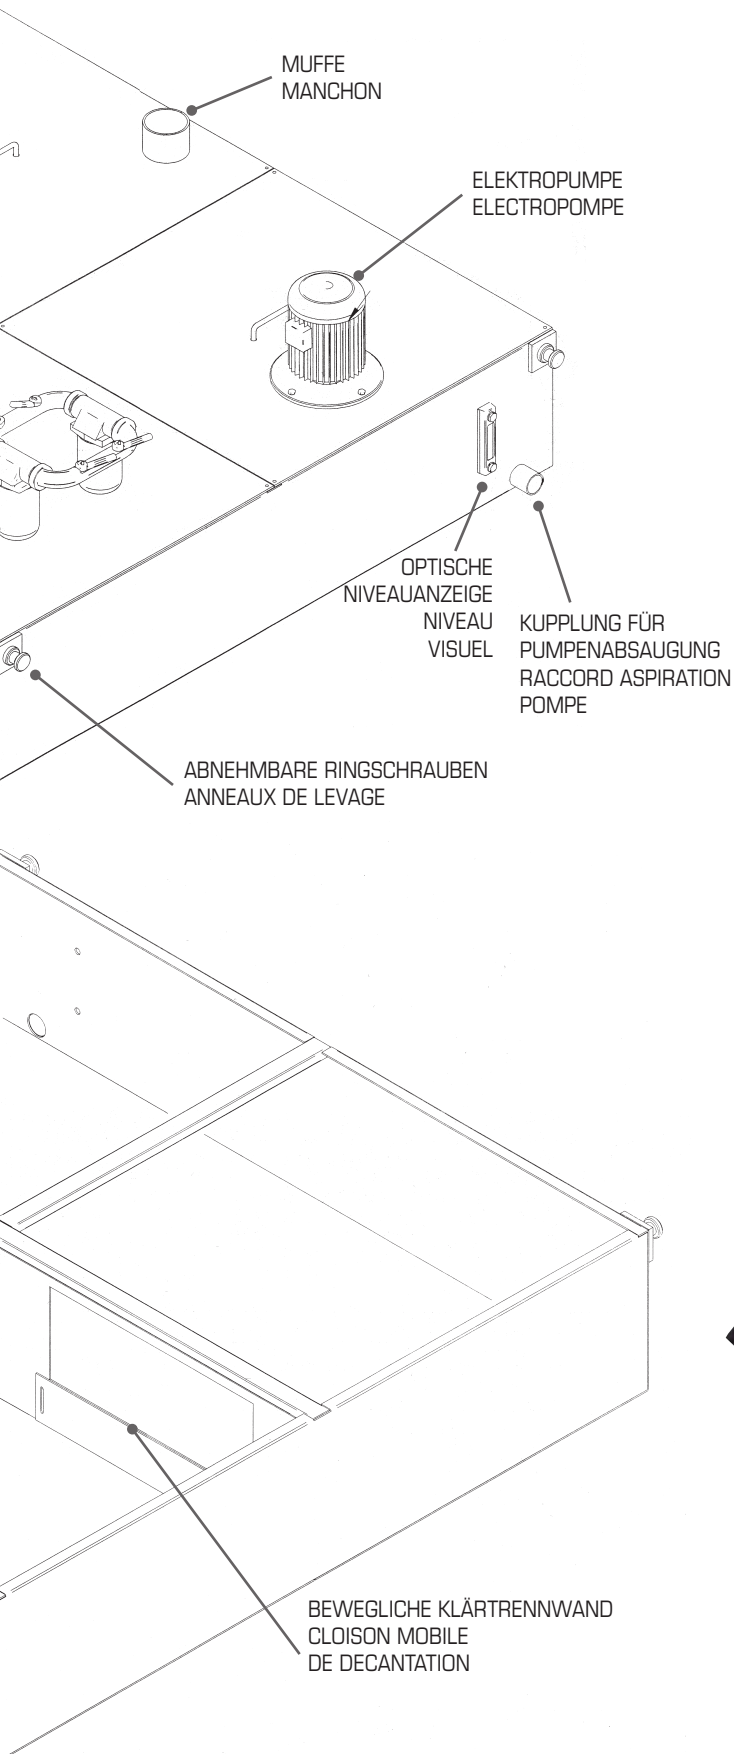 MUFFE
MANCHON
ELEKTROPUMPE
ELECTROPOMPE
OPTISCHE
NIVEAUANZEIGE
NIVEAU
VISUEL
KUPPLUNG FÜR
PUMPENABSAUGUNG
RACCORD ASPIRATION
POMPE
ABNEHMBARE RINGSCHRAUBEN
ANNEAUX DE LEVAGE
BEWEGLICHE KLÄRTRENNWAND
CLOISON MOBILE
DE DECANTATION